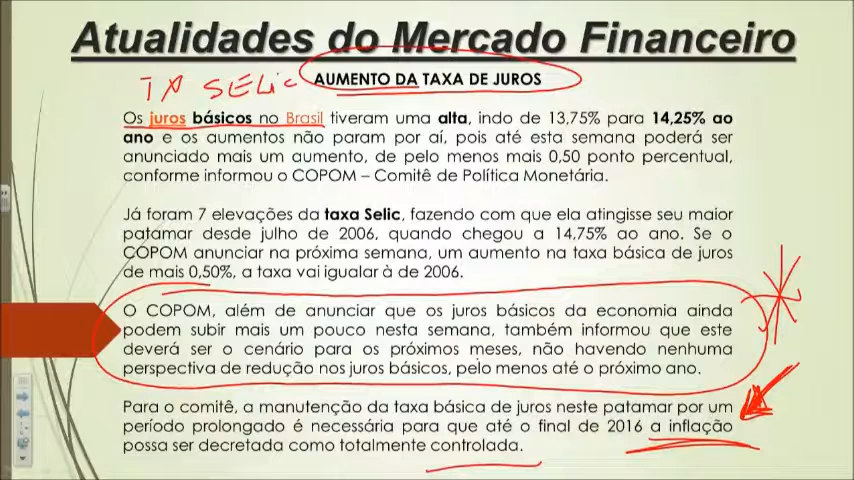 Atualidades do Mercado Financeiro
TX SELIC AUMENTO DA TAXA DE JUROS
Os juros básicos no Brasil tiveram uma alta, indo de 13,75% para 14,25% ao
ano e os aumentos não param por aí, pois até esta semana poderá ser
anunciado mais um aumento, de pelo menos mais 0,50 ponto percentual,
conforme informou o COPOM – Comitê de Política Monetária.
Já foram 7 elevações da taxa Selic, fazendo com que ela atingisse seu maior
patamar desde julho de 2006, quando chegou a 14,75% ao ano. Se o
COPOM anunciar na próxima semana, um aumento na taxa básica de juros
de mais 0,50%, a taxa vai igualar à de 2006.
O COPOM, além de anunciar que os juros básicos da economia ainda
podem subir mais um pouco nesta semana, também informou que este
deverá ser o cenário para os próximos meses, não havendo nenhuma
perspectiva de redução nos juros básicos, pelo menos até o próximo ano.
Para o comitê, a manutenção da taxa básica de juros neste patamar por um
período prolongado é necessária para que até o final de 2016 a inflação
possa ser decretada como totalmente controlada.